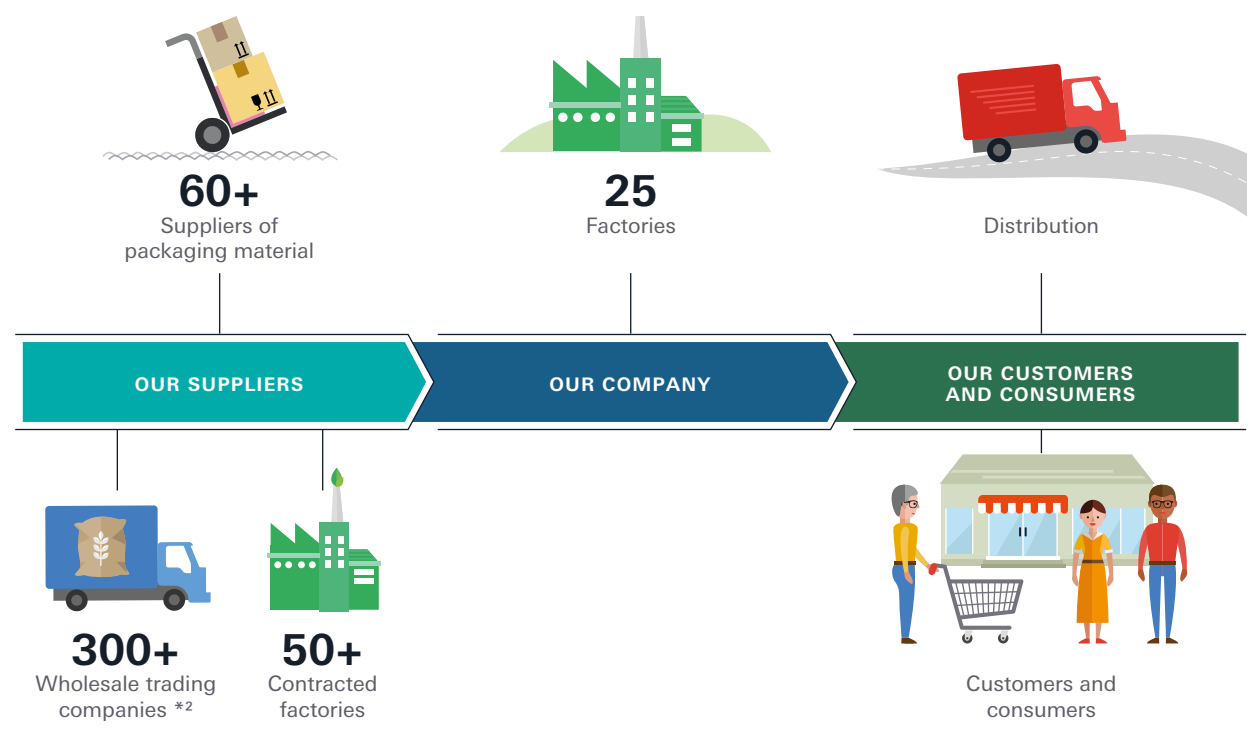 60+
Suppliers of
packaging material
25
Factories
Distribution
OUR SUPPLIERS
OUR COMPANY
OUR CUSTOMERS
AND CONSUMERS
300+
Wholesale trading
companies *²
50+
Contracted
factories
Customers and
consumers